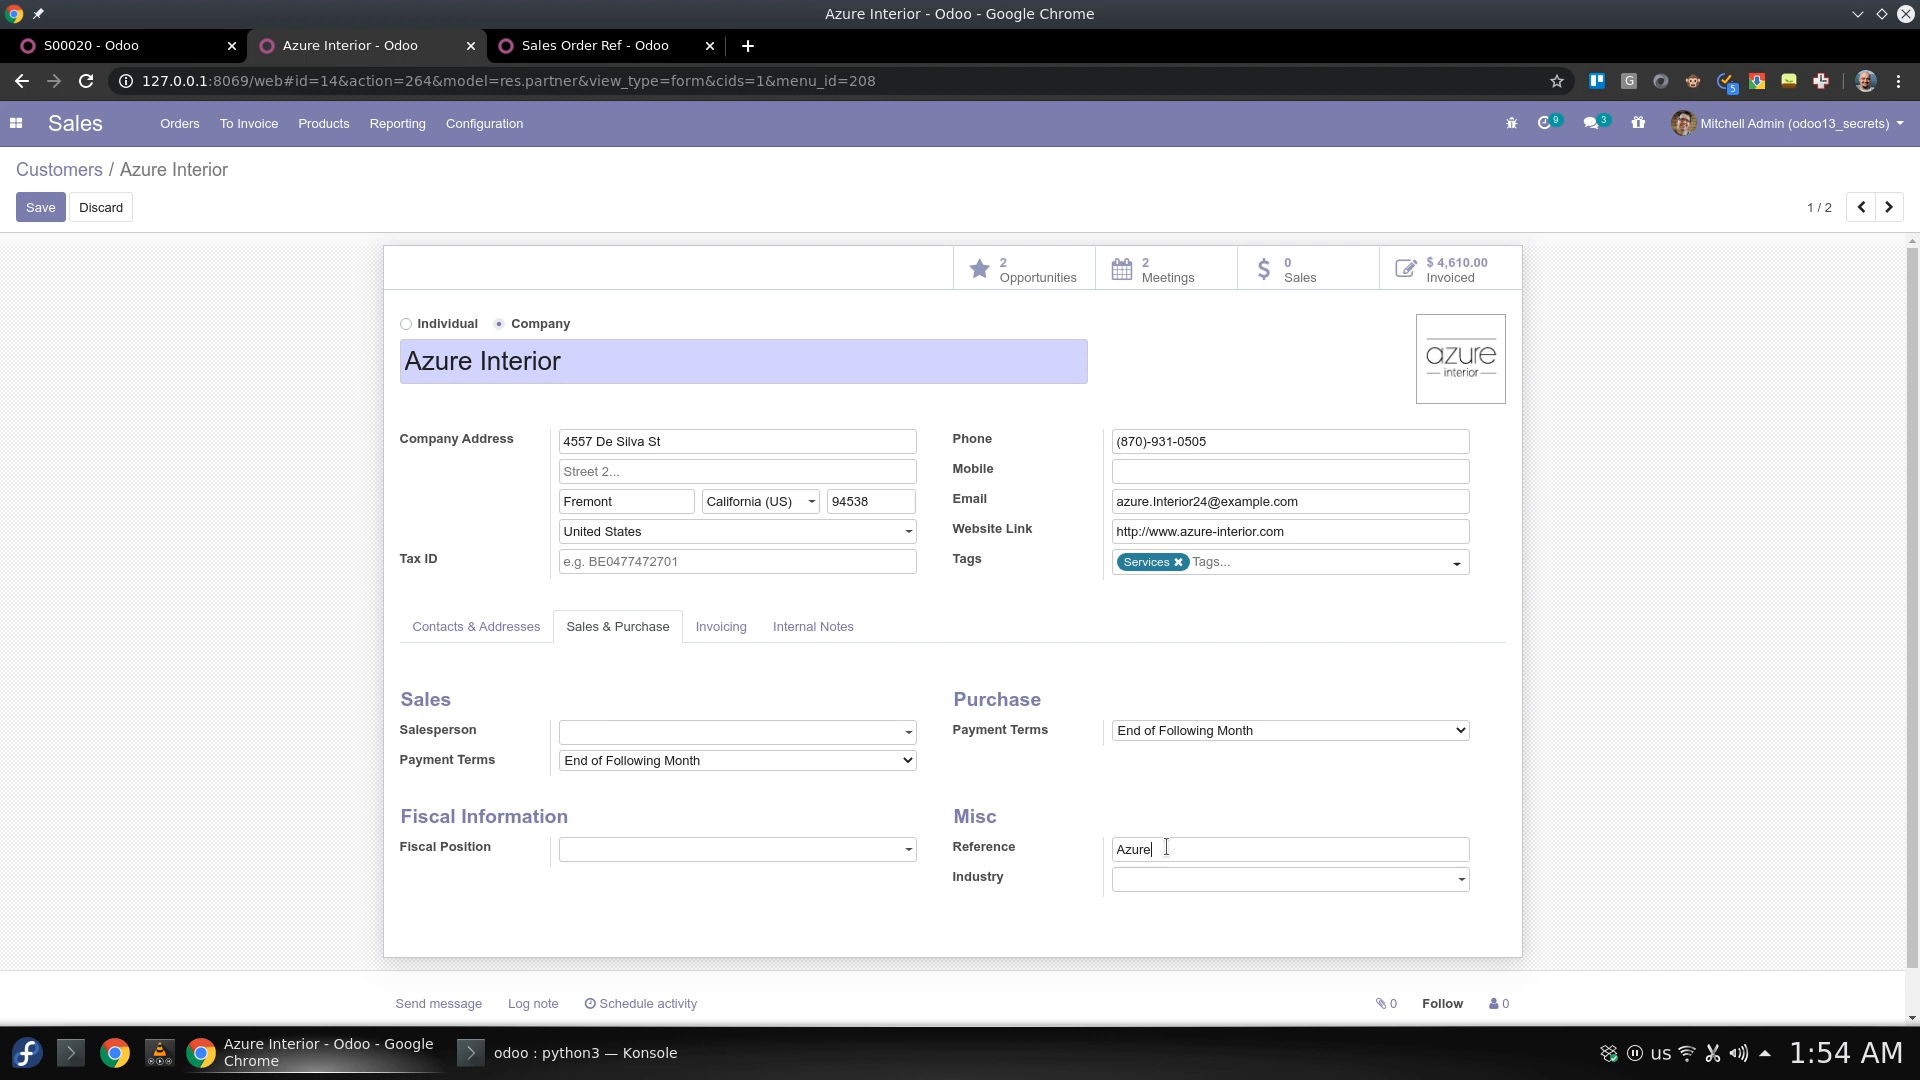 Azure Interior - Odoo - Google Chrome
S00020 - Odoo
Azure Interior - Odoo
Sales Order Ref - Odoo
127.0.0.1:8069/web#id=14&action=264&model=res.partner&view_type=form&cids=1&menu_id=208
G
5
Sales Orders To Invoice Products Reporting Configuration
9 3 Mitchell Admin (odoo13_secrets)
Customers / Azure Interior
Save Discard
1 / 2
2 Opportunities
2 Meetings
$ 0 Sales
$ 4,610.00 Invoiced
Individual Company
Azure Interior
azure
interior
Company Address 4557 De Silva St
Street 2...
Fremont California (US) 94538
United States
Tax ID e.g. BE0477472701
Phone (870)-931-0505
Mobile
Email azure.Interior24@example.com
Website Link http://www.azure-interior.com
Tags Services Tags...
Contacts & Addresses Sales & Purchase Invoicing Internal Notes
Sales
Salesperson
Payment Terms End of Following Month
Purchase
Payment Terms End of Following Month
Fiscal Information
Fiscal Position
Misc
Reference Azure
Industry
Send message Log note Schedule activity
0 Follow 0
Azure Interior - Odoo - Google
Chrome
odoo : python3 — Konsole
us
1:54 AM